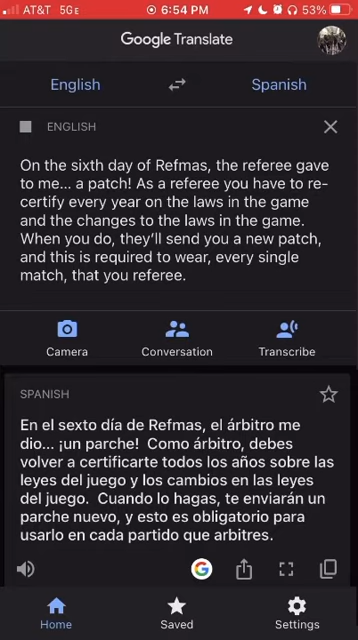 AT&T 5GE 6:54 PM 53%
Google Translate
English Spanish
ENGLISH
On the sixth day of Refmas, the referee gave
to me... a patch! As a referee you have to re-
certify every year on the laws in the game
and the changes to the laws in the game.
When you do, they'll send you a new patch,
and this is required to wear, every single
match, that you referee.
Camera Conversation Transcribe
SPANISH
En el sexto día de Refmas, el árbitro me
dio... ¡un parche! Como árbitro, debes
volver a certificarte todos los años sobre las
leyes del juego y los cambios en las leyes
del juego. Cuando lo hagas, te enviarán un
parche nuevo, y esto es obligatorio para
usarlo en cada partido que arbitres.
Home Saved Settings